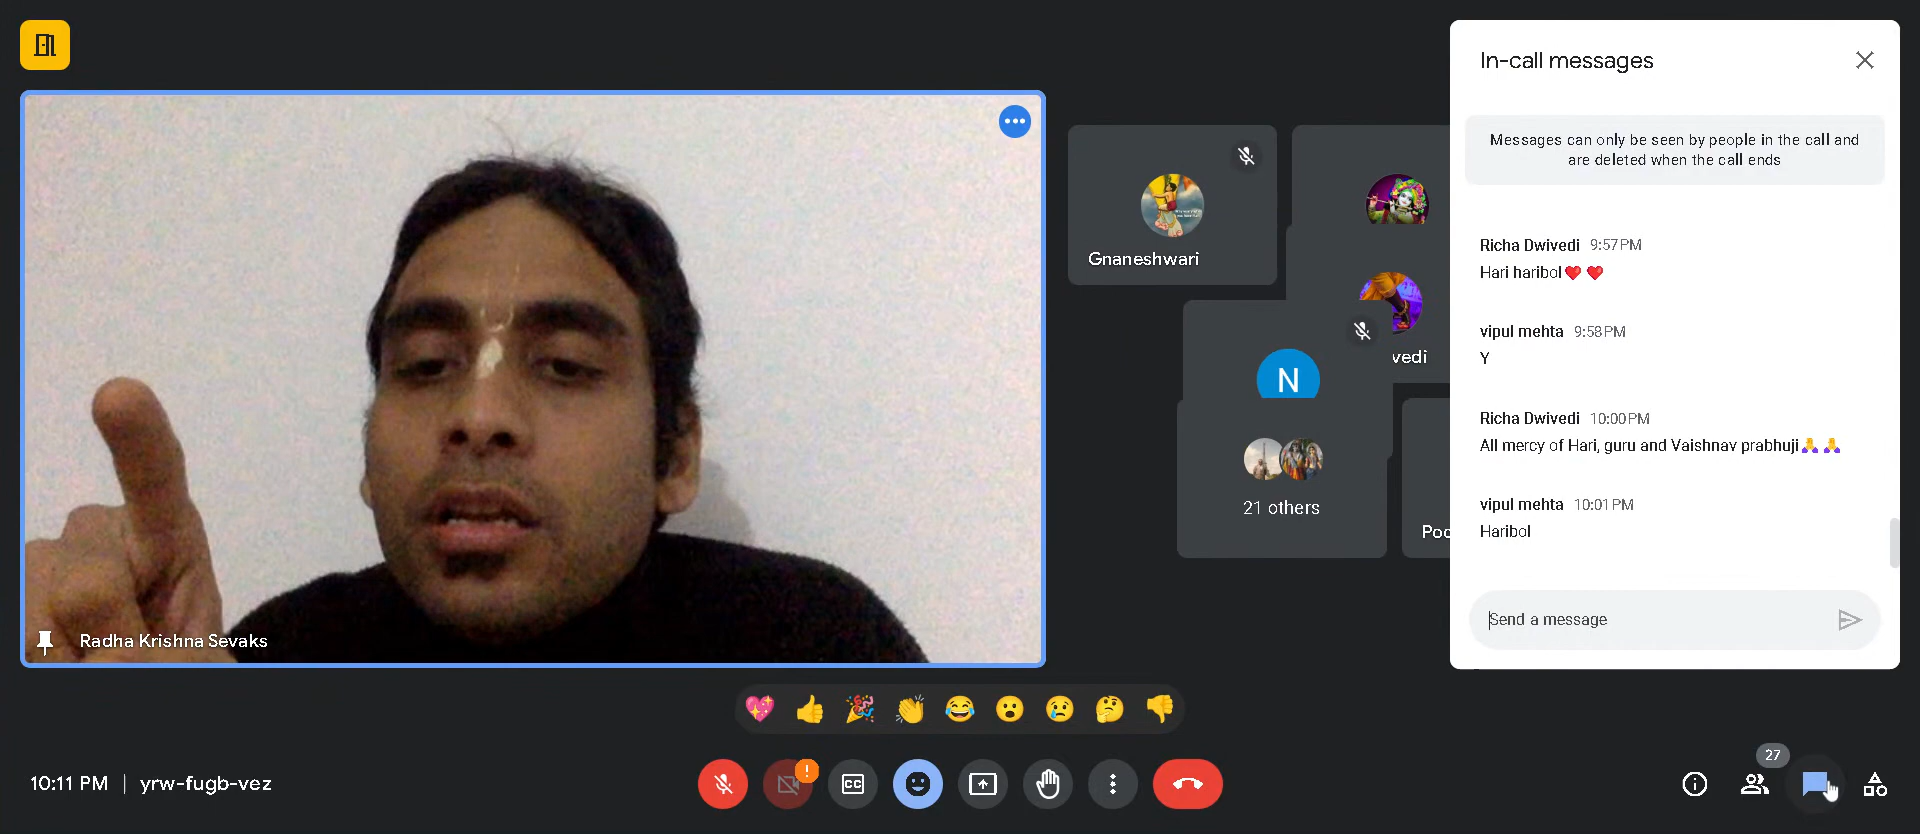 In-call messages
Messages can only be seen by people in the call and
are deleted when the call ends
Richa Dwivedi 9:57 PM
Hari haribol❤️ ❤️
vipul mehta 9:58 PM
Y
Richa Dwivedi 10:00 PM
All mercy of Hari, guru and Vaishnav prabhuji🙏 🙏
vipul mehta 10:01 PM
Haribol
Send a message
Gnaneshwari
vedi
N
21 others
Poo
Radha Krishna Sevaks
10:11 PM | yrw-fugb-vez
CC
27